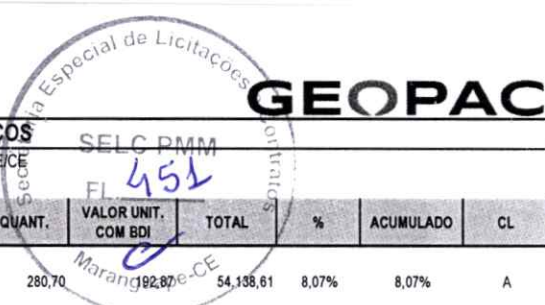 Secretaria Especial de Licitações e Contratos
GEOPAC
COS
E/CE
SELC PMM
FL 451
QUANT. VALOR UNIT. COM BDI TOTAL % ACUMULADO CL
280,70 192,87 54,138,61 8,07% 8,07% A
Maranguape-CE